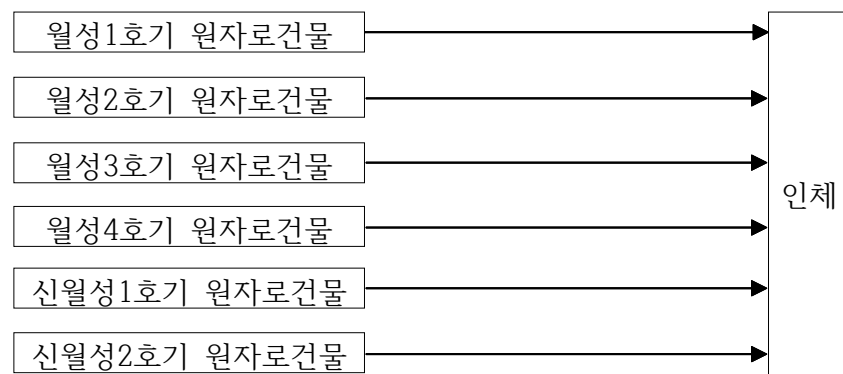 월성1호기 원자로건물
월성2호기 원자로건물
월성3호기 원자로건물
인체
월성4호기 원자로건물
신월성1호기 원자로건물
신월성2호기 원자로건물